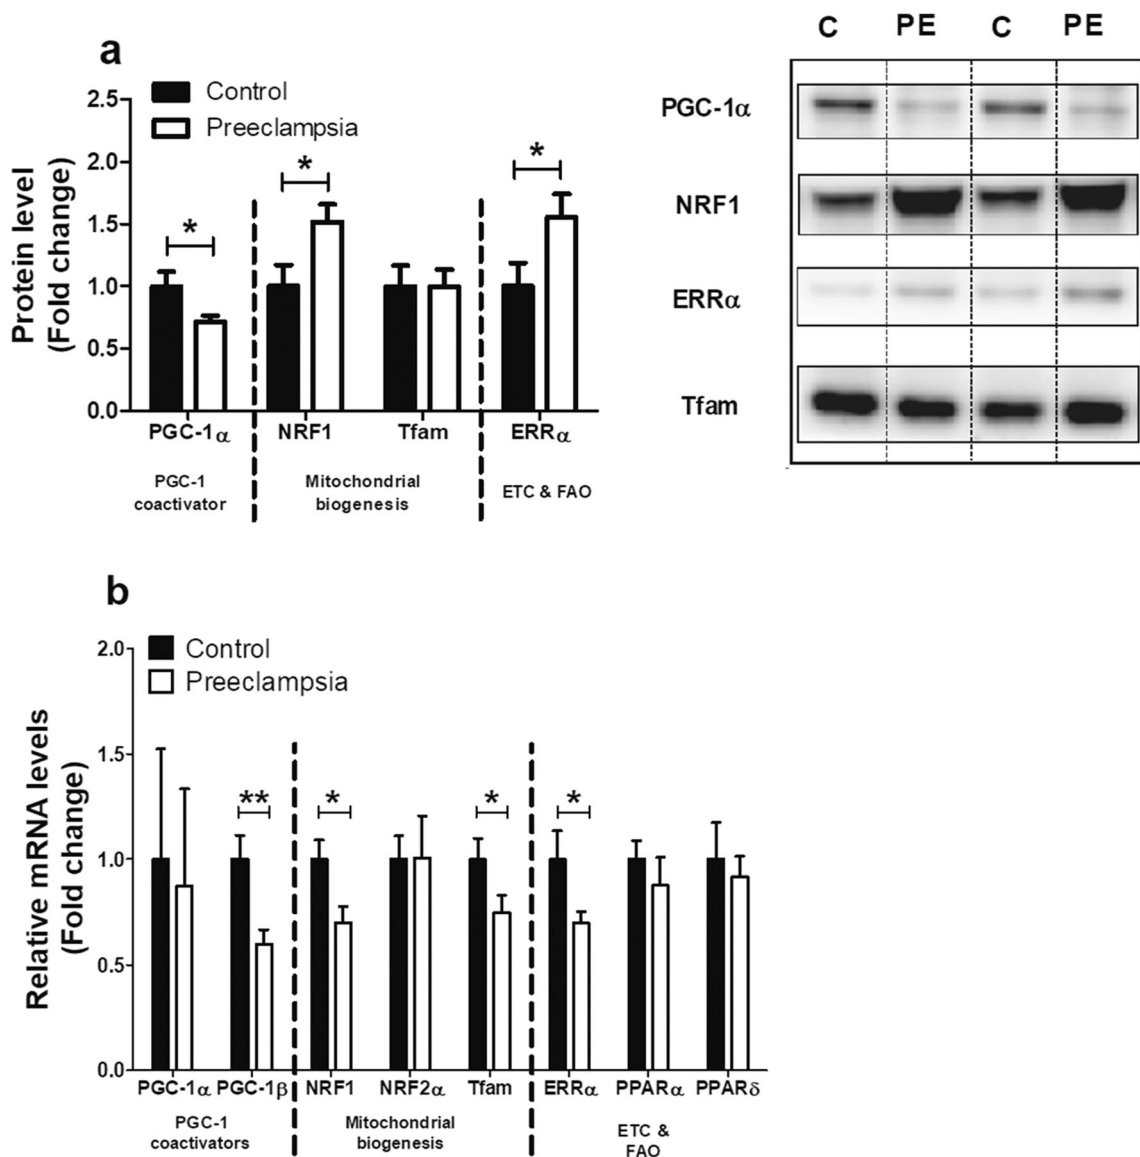 a
Control
Preeclampsia
Protein level
(Fold change)
2.5
2.0
1.5
1.0
0.5
0.0
*
*
*
PGC-1α
NRF1
Tfam
ERRα
PGC-1
coactivator
Mitochondrial
biogenesis
ETC & FAO
C PE C PE
PGC-1α
NRF1
ERRα
Tfam
b
Control
Preeclampsia
Relative mRNA levels
(Fold change)
2.0
1.5
1.0
0.5
0.0
**
*
*
*
PGC-1α PGC-1β NRF1 NRF2α Tfam ERRα PPARα PPARδ
PGC-1
coactivators
Mitochondrial
biogenesis
ETC &
FAO